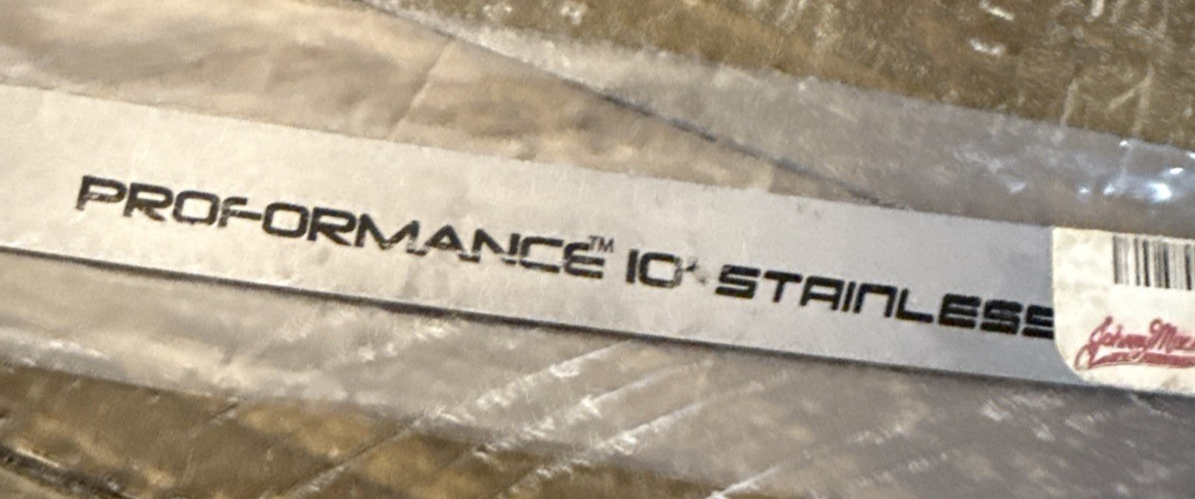 PROFORMANCE™ 10' STAINLESS